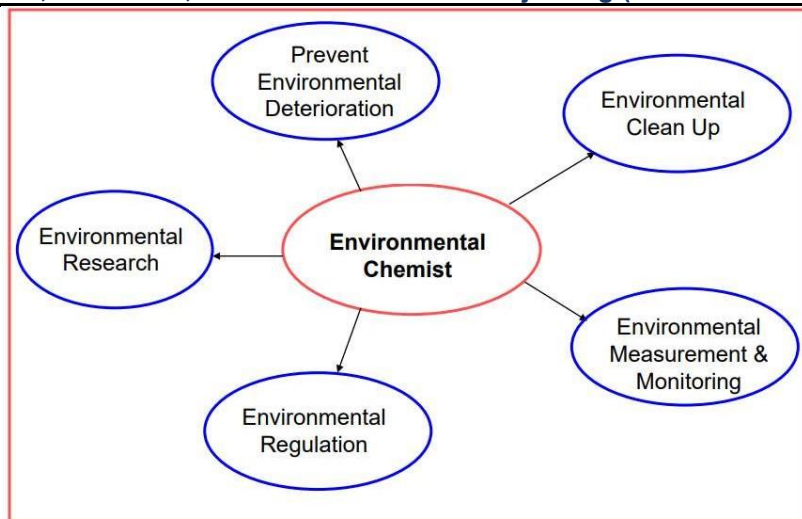 Prevent
Environmental
Deterioration
Environmental
Clean Up
Environmental
Research
Environmental
Chemist
Environmental
Measurement &
Monitoring
Environmental
Regulation